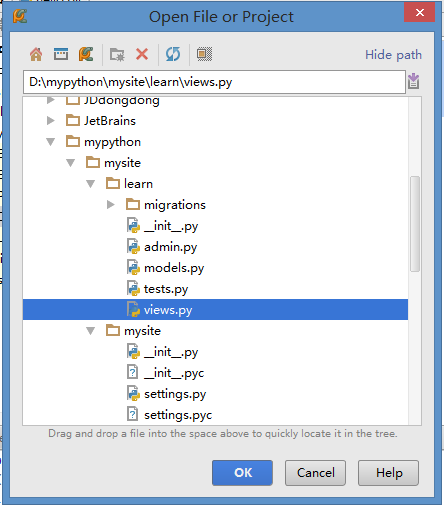 Open File or Project
Hide path
D:\mypython\mysite\learn\views.py
JDdongdong
JetBrains
mypython
mysite
learn
migrations
__init__.py
admin.py
models.py
tests.py
views.py
mysite
__init__.py
__init__.pyc
settings.py
settings.pyc
Drag and drop a file into the space above to quickly locate it in the tree.
OK
Cancel
Help